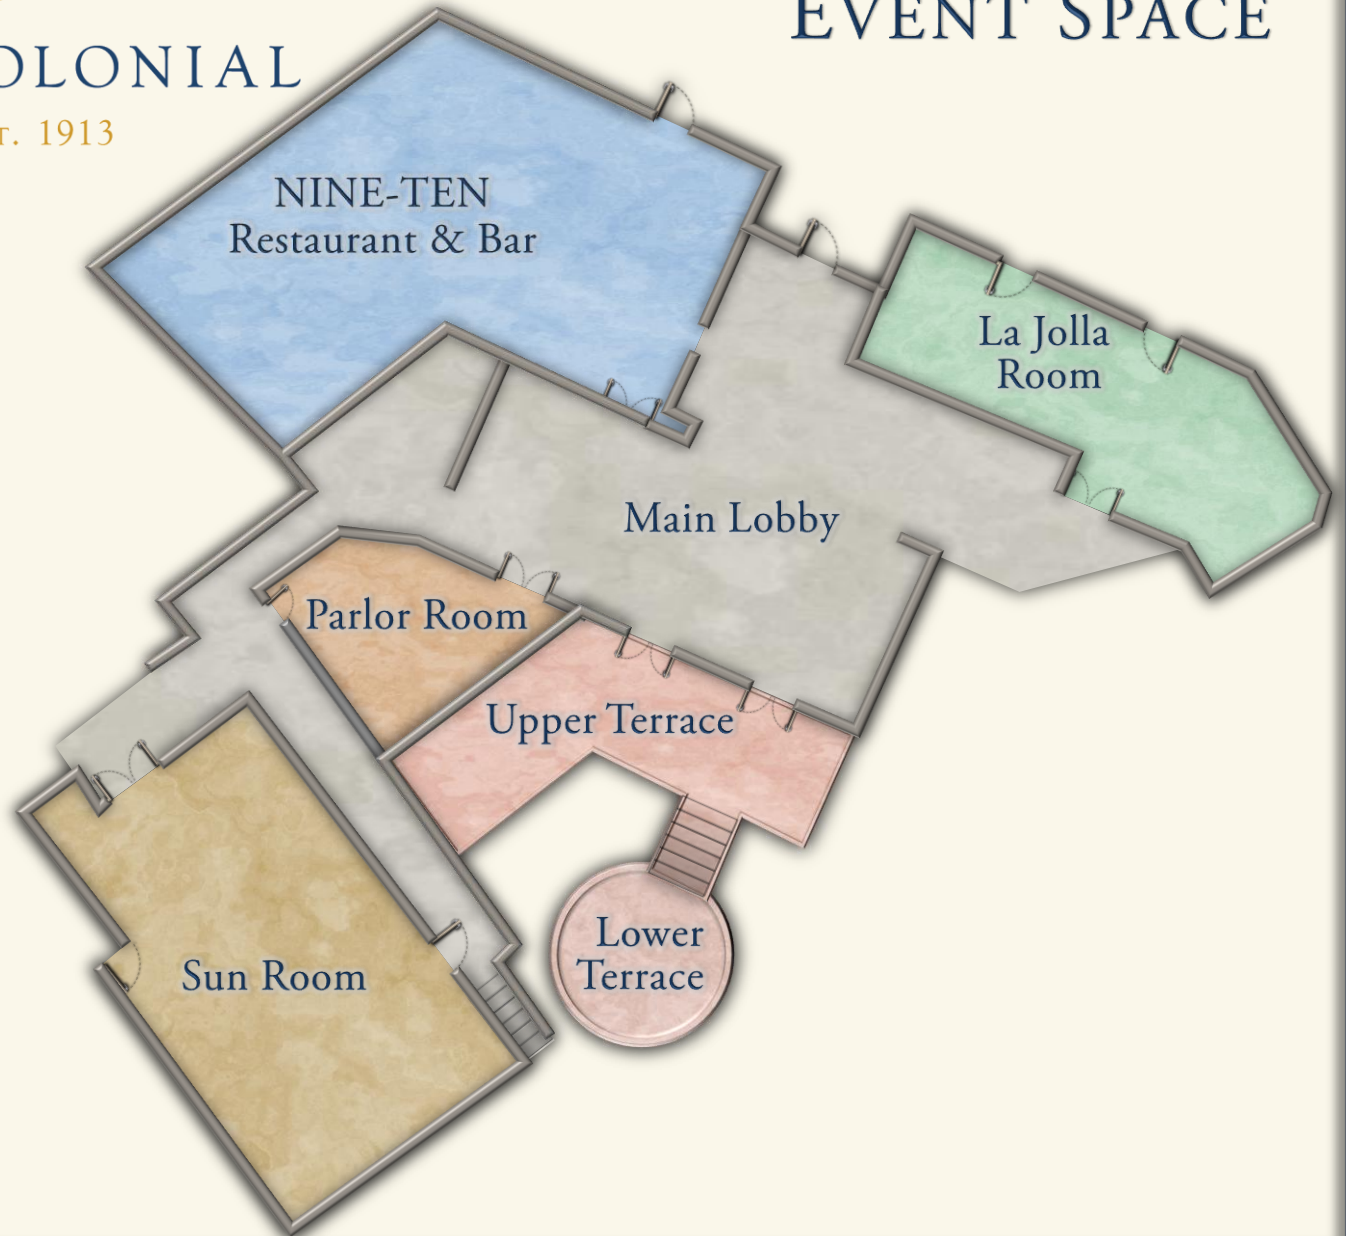 EVENT SPACE
OLONIAL
T. 1913
NINE-TEN
Restaurant & Bar
La Jolla
Room
Main Lobby
Parlor Room
Upper Terrace
Lower
Terrace
Sun Room